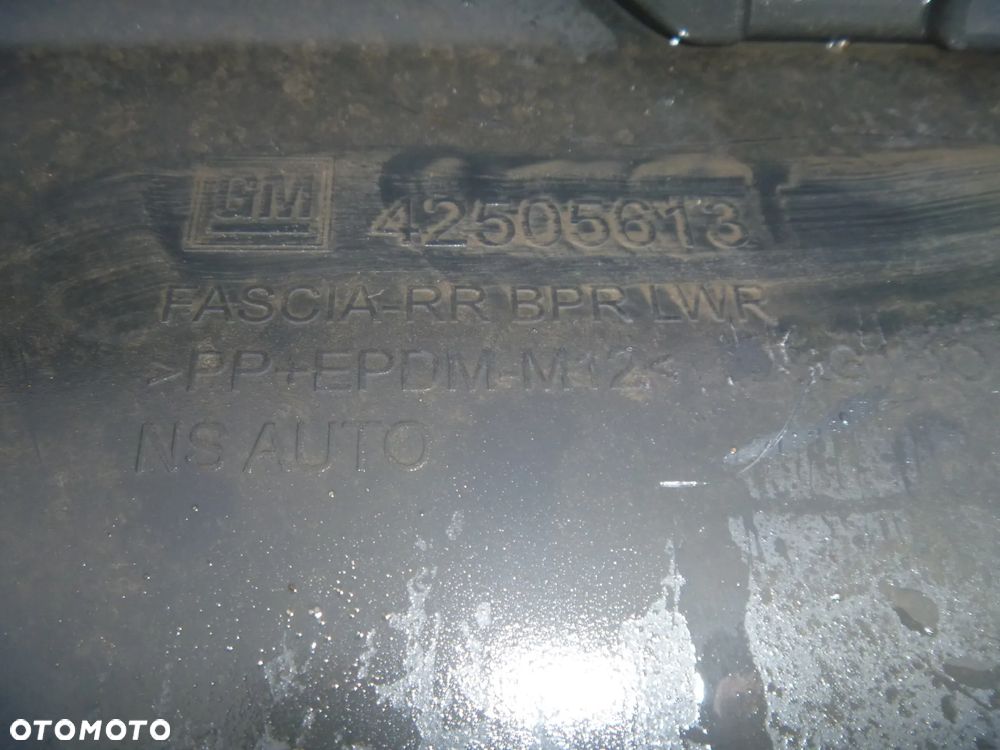 GM 42505613
FASCIA-RR BPR LWR
>PP+EPDM-M12<
NS AUTO
OTOMOTO